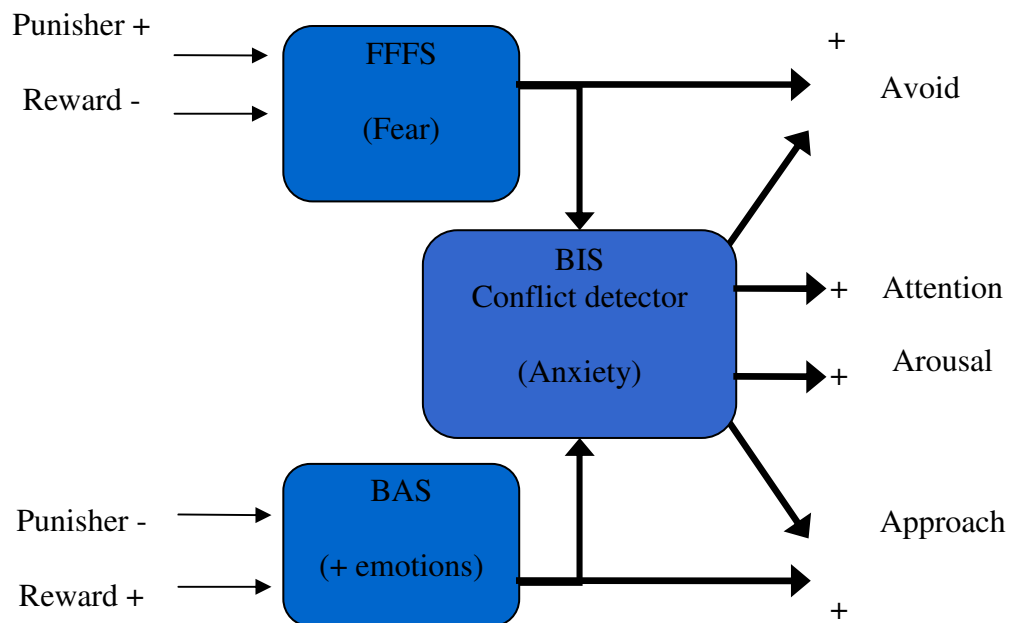 Punisher +
Reward -
FFFS
(Fear)
+
Avoid
BIS
Conflict detector
(Anxiety)
+ Attention
+ Arousal
BAS
(+ emotions)
Punisher -
Reward +
Approach
+